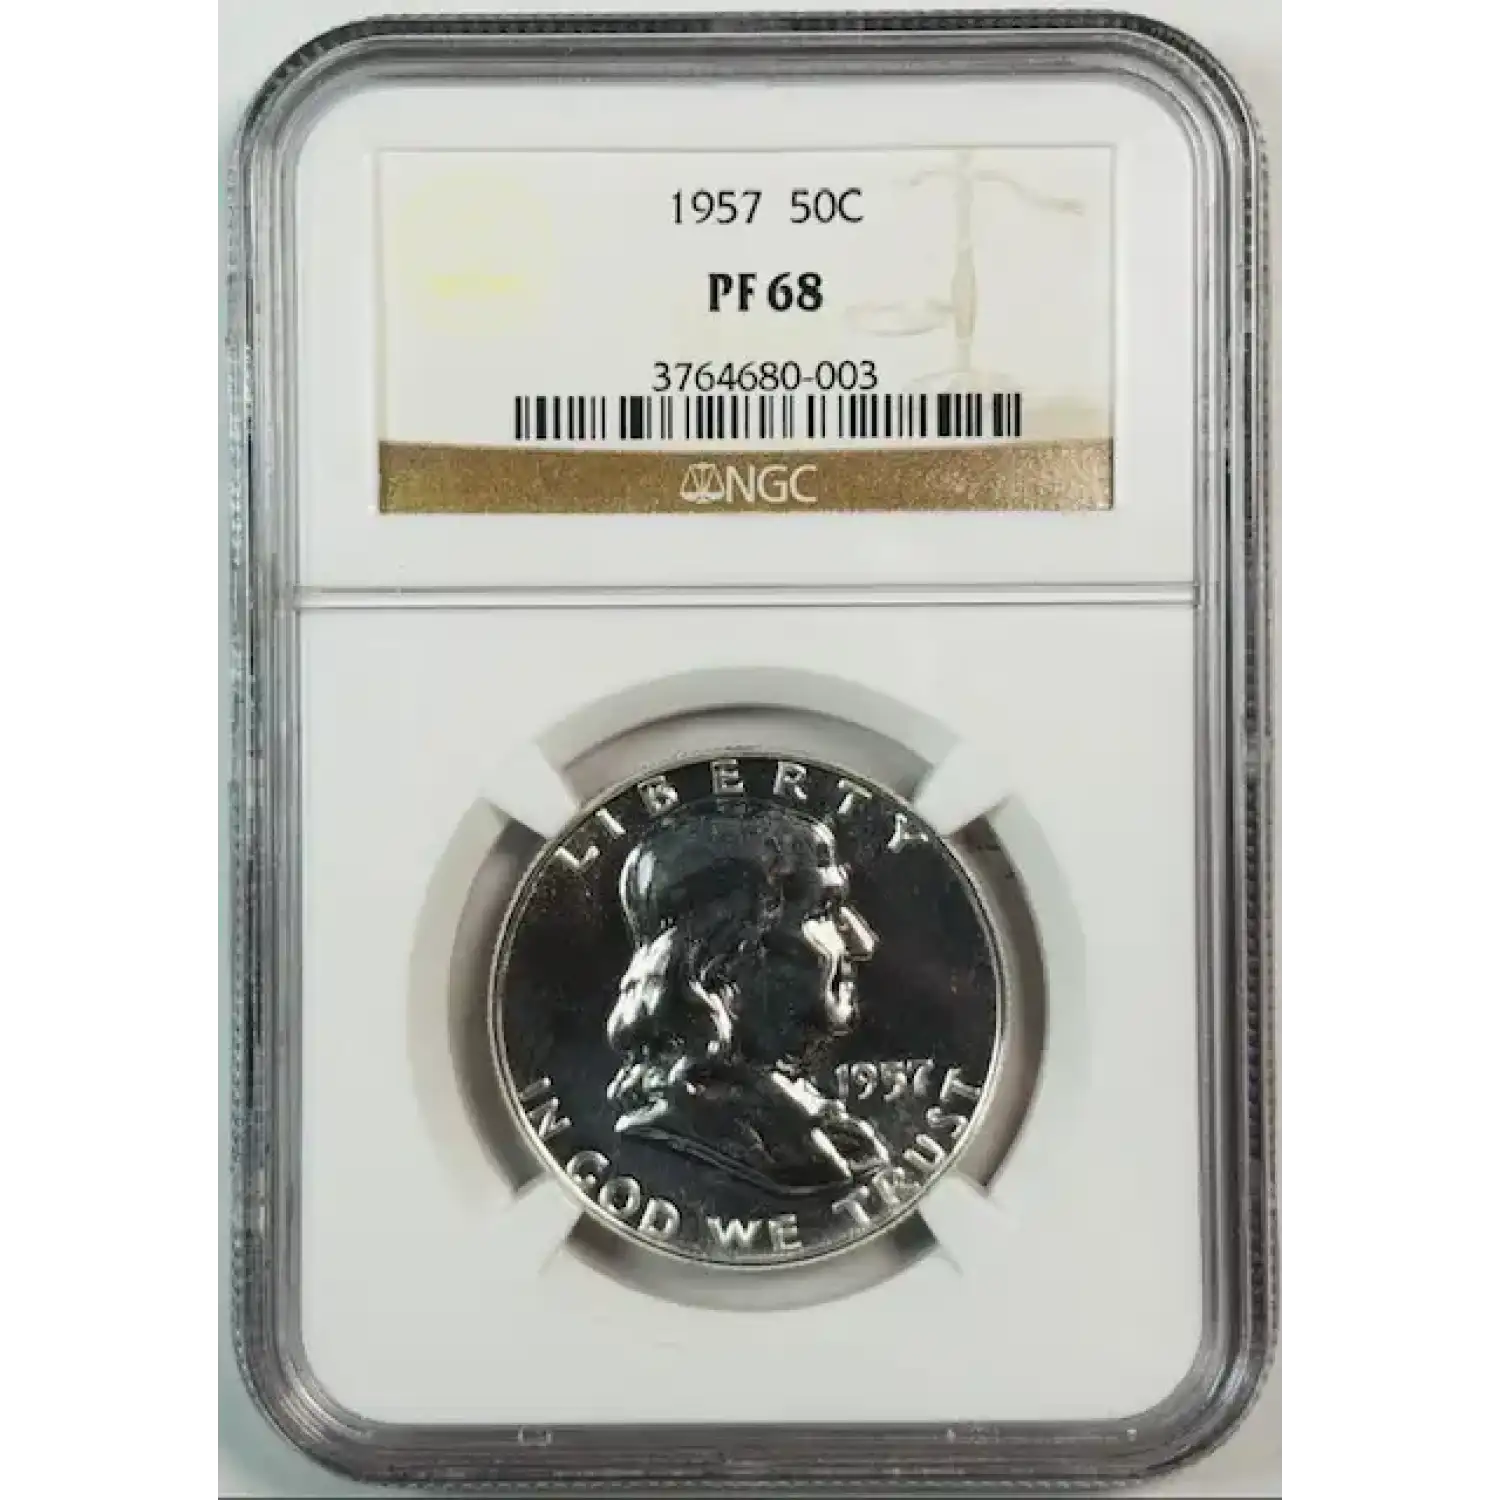 1957 50C
PF 68
3764680-003
NGC
LIBERTY
1957
IN GOD WE TRUST